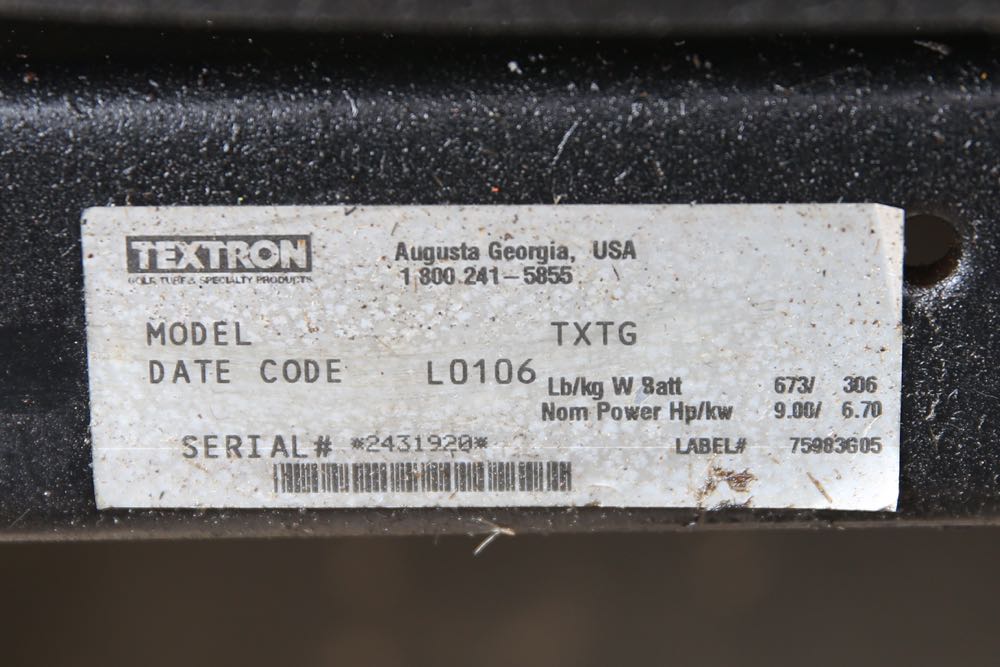 TEXTRON
GOLF, TURF & SPECIALTY PRODUCTS
Augusta Georgia, USA
1 800 241-5855
MODEL TXTG
DATE CODE L0106
Lb/kg W Batt 673/ 306
Nom Power Hp/kw 9.00/ 6.70
SERIAL# *2431920*
LABEL# 75983605